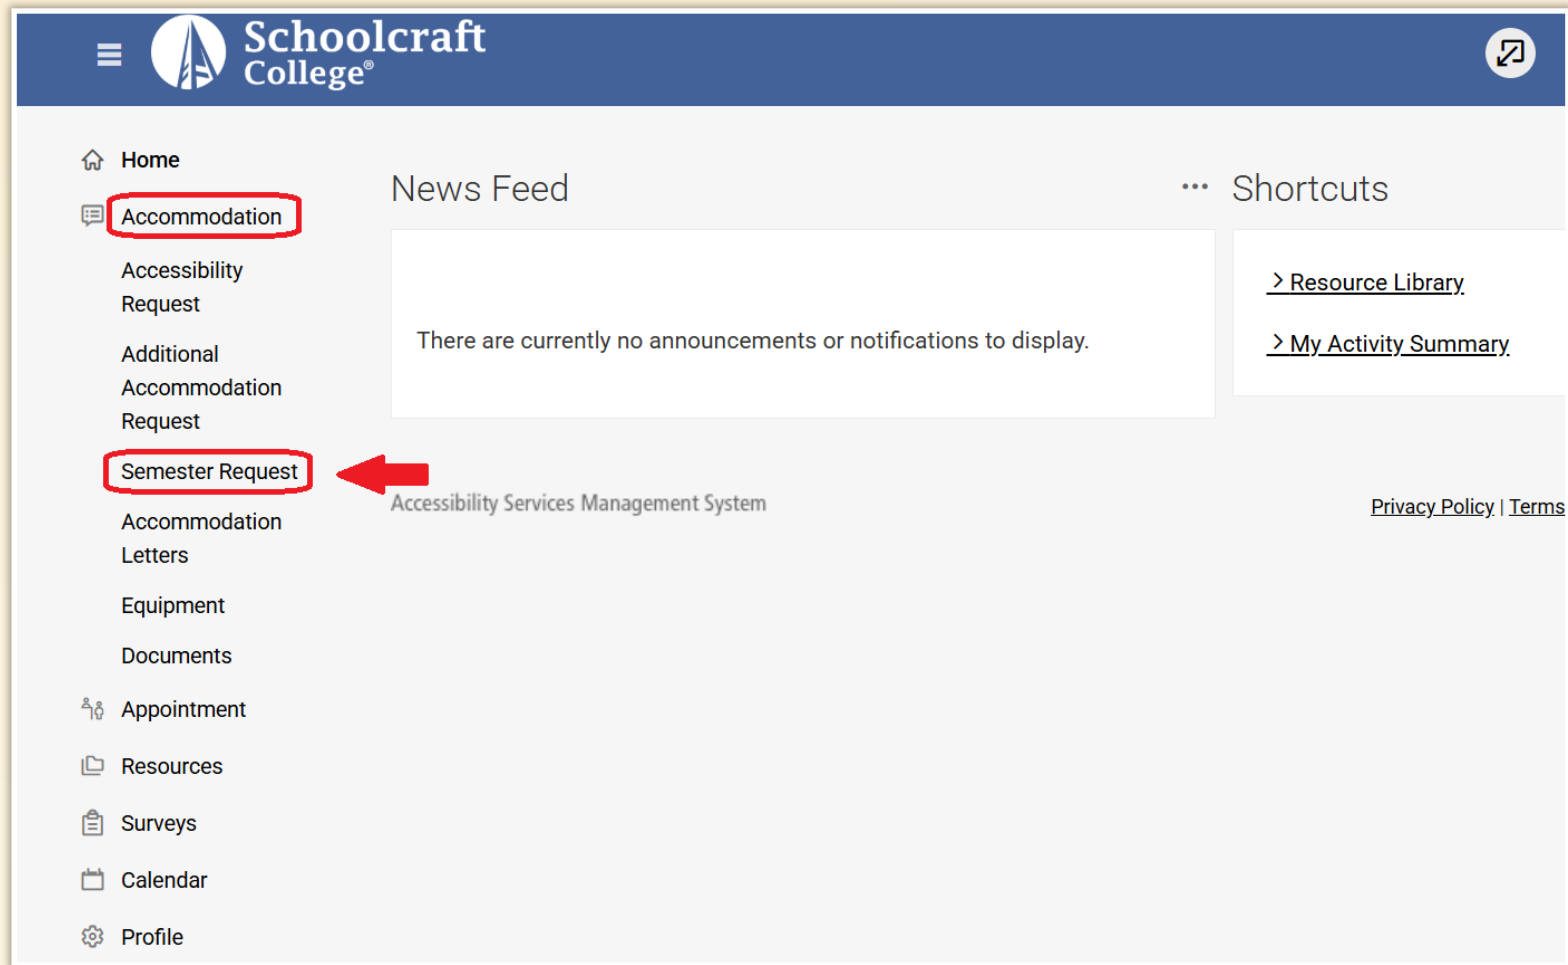 Schoolcraft
College®
Home
Accommodation
Accessibility
Request
Additional
Accommodation
Request
Semester Request
Accommodation
Letters
Equipment
Documents
Appointment
Resources
Surveys
Calendar
Profile
News Feed
There are currently no announcements or notifications to display.
Shortcuts
> Resource Library
> My Activity Summary
Accessibility Services Management System
Privacy Policy | Terms